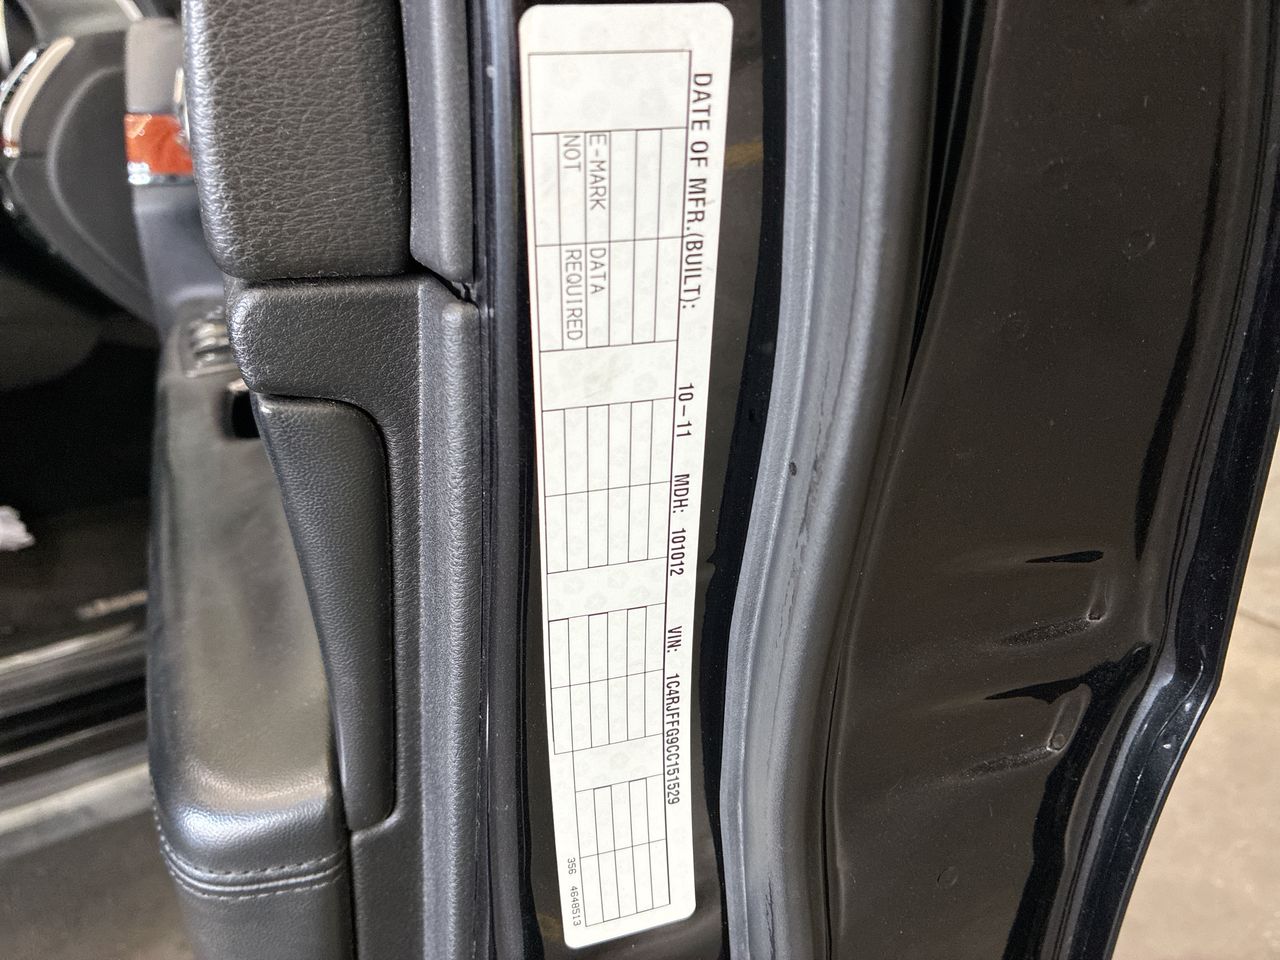 DATE OF MFR.(BUILT): 10-11 MDH: 101012 VIN: 1C4RJFFG9CC151529
E-MARK DATA
NOT REQUIRED
356 4648513